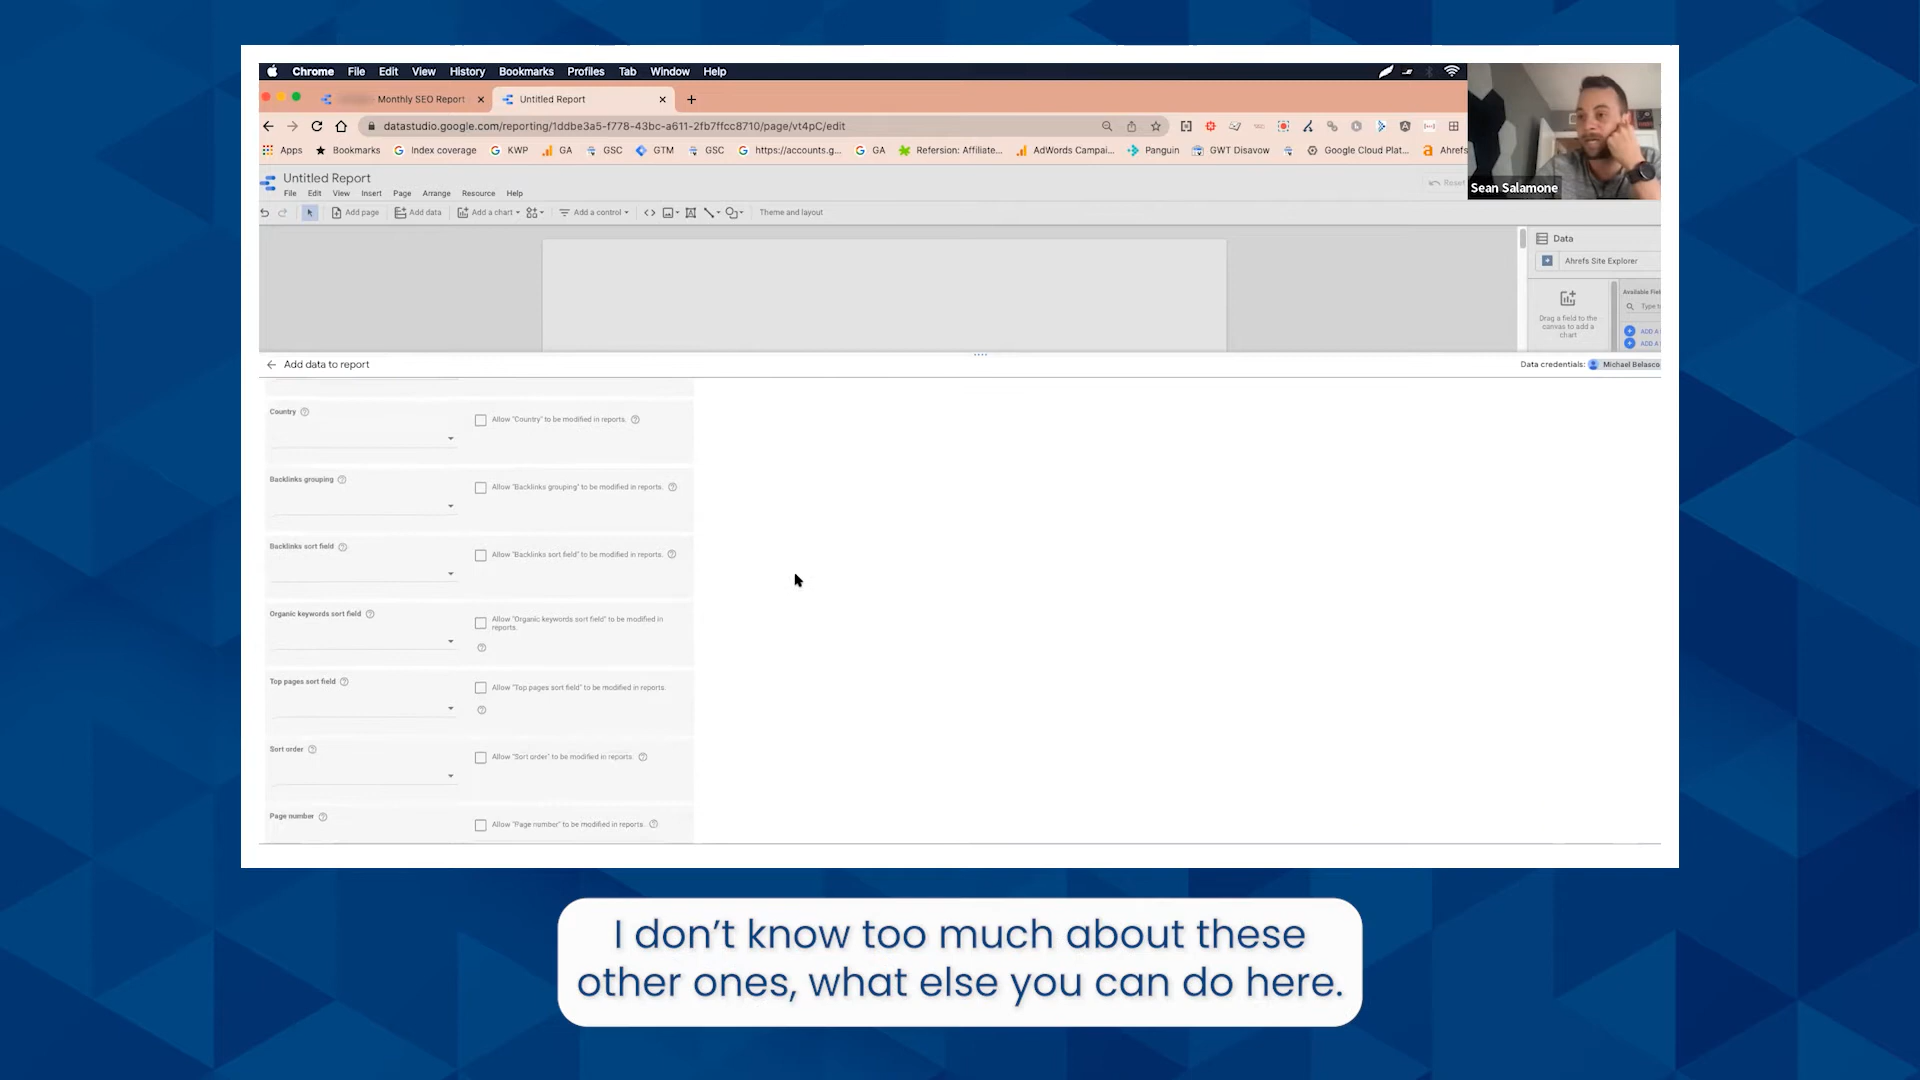 Chrome File Edit View History Bookmarks Profiles Tab Window Help
Monthly SEO Report
Untitled Report
datastudio.google.com/reporting/1ddbe3a5-f778-43bc-a611-2fb7ffcc8710/page/vt4pC/edit
Apps Bookmarks Index coverage KWP GA GSC GTM GSC https://accounts.g... GA Refersion: Affiliate... AdWords Campai... Panguin GWT Disavow Google Cloud Plat... Ahrefs
Sean Salamone
Untitled Report
File Edit View Insert Page Arrange Resource Help
Reset
Add page Add data Add a chart Add a control Theme and layout
Data
Ahrefs Site Explorer
Drag a field to the
canvas to add a
chart
Available Fie
Type to
ADD A
ADD A
Add data to report
Data credentials: Michael Belasco
Country
Allow "Country" to be modified in reports.
Backlinks grouping
Allow "Backlinks grouping" to be modified in reports.
Backlinks sort field
Allow "Backlinks sort field" to be modified in reports.
Organic keywords sort field
Allow "Organic keywords sort field" to be modified in
reports.
Top pages sort field
Allow "Top pages sort field" to be modified in reports.
Sort order
Allow "Sort order" to be modified in reports.
Page number
Allow "Page number" to be modified in reports.
I don't know too much about these
other ones, what else you can do here.